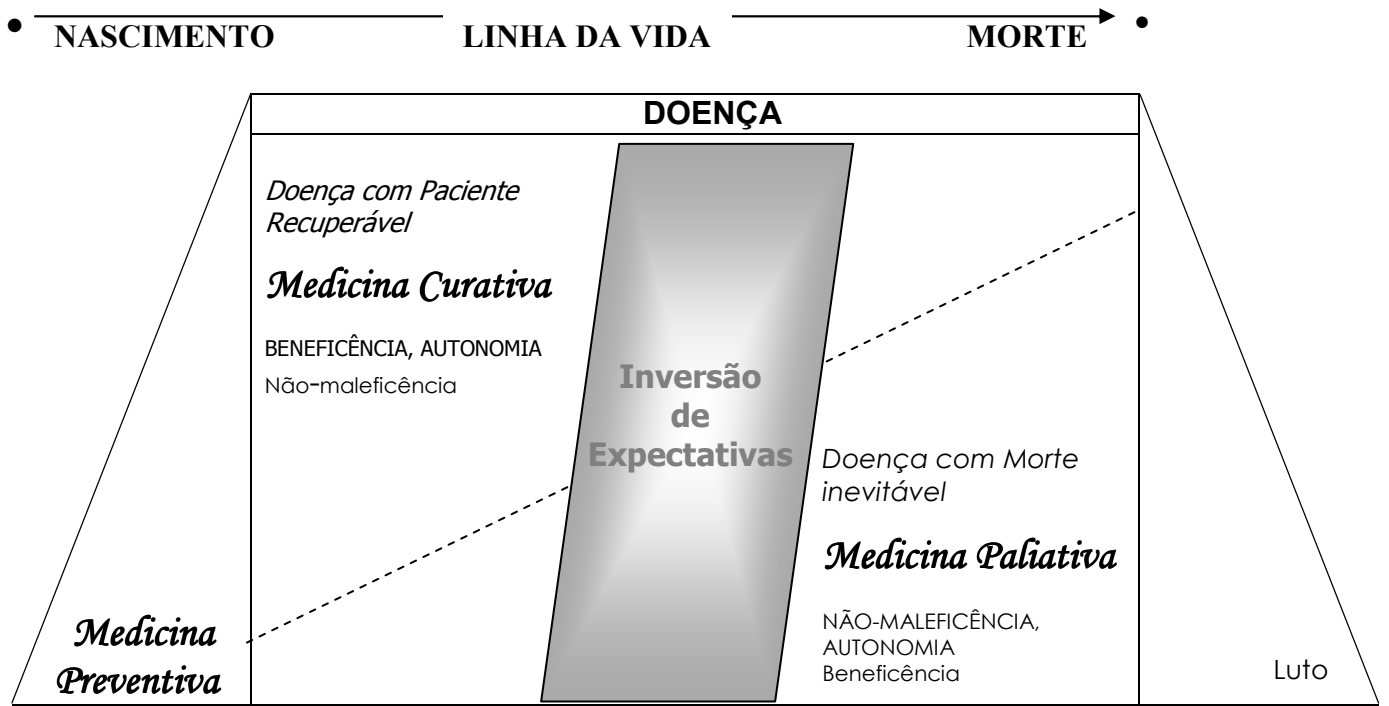 NASCIMENTO LINHA DA VIDA MORTE
DOENÇA
Doença com Paciente
Recuperável
Medicina Curativa
BENEFICÊNCIA, AUTONOMIA
Não-maleficência
Inversão
de
Expectativas
Doença com Morte
inevitável
Medicina Paliativa
NÃO-MALEFICÊNCIA,
AUTONOMIA
Beneficência
Medicina
Preventiva
Luto